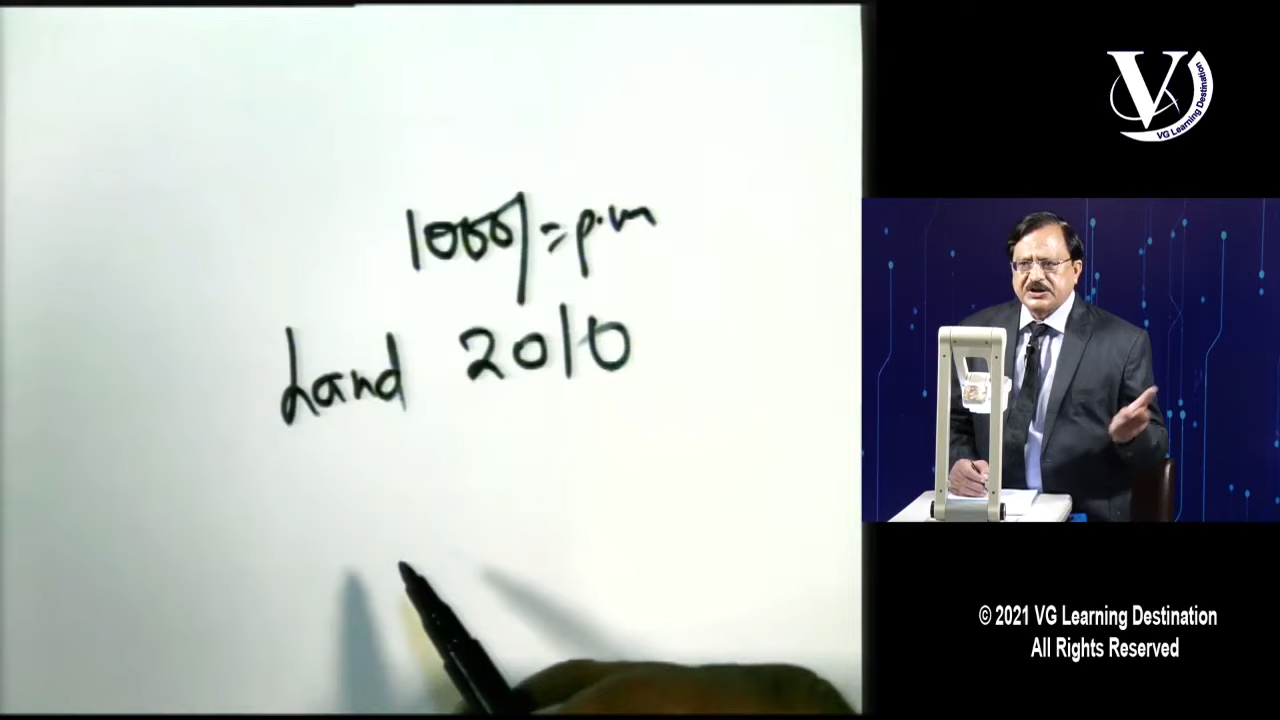 1000/= p.m
Land 2010
V
VG Learning Destination
© 2021 VG Learning Destination
All Rights Reserved